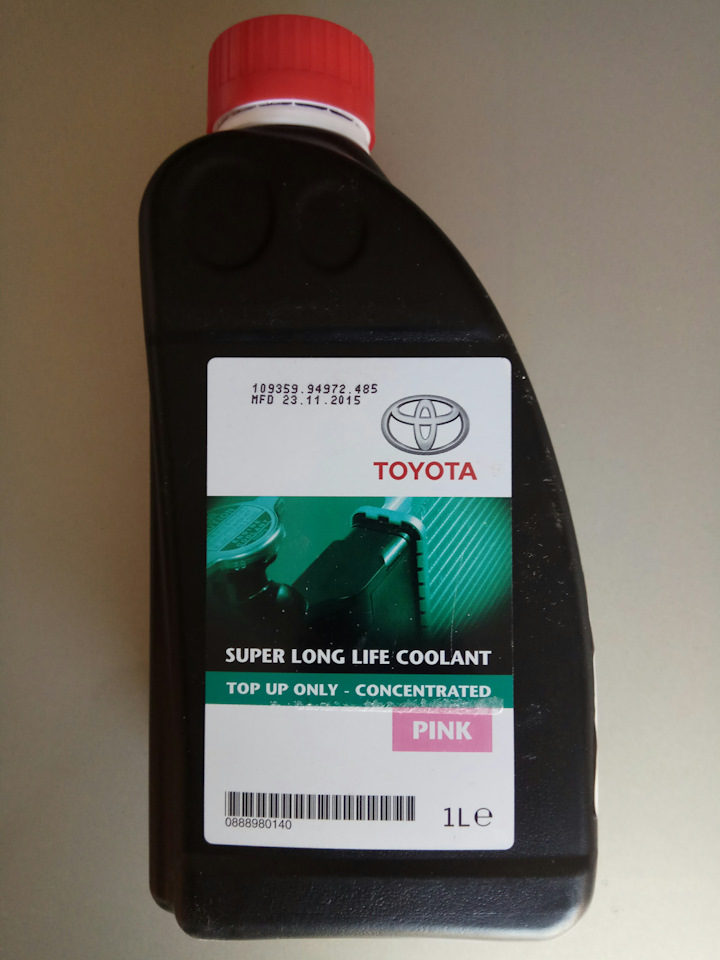 109359.94972.485
MFD 23.11.2015
TOYOTA
SUPER LONG LIFE COOLANT
TOP UP ONLY - CONCENTRATED
PINK
0888980140
1L℮